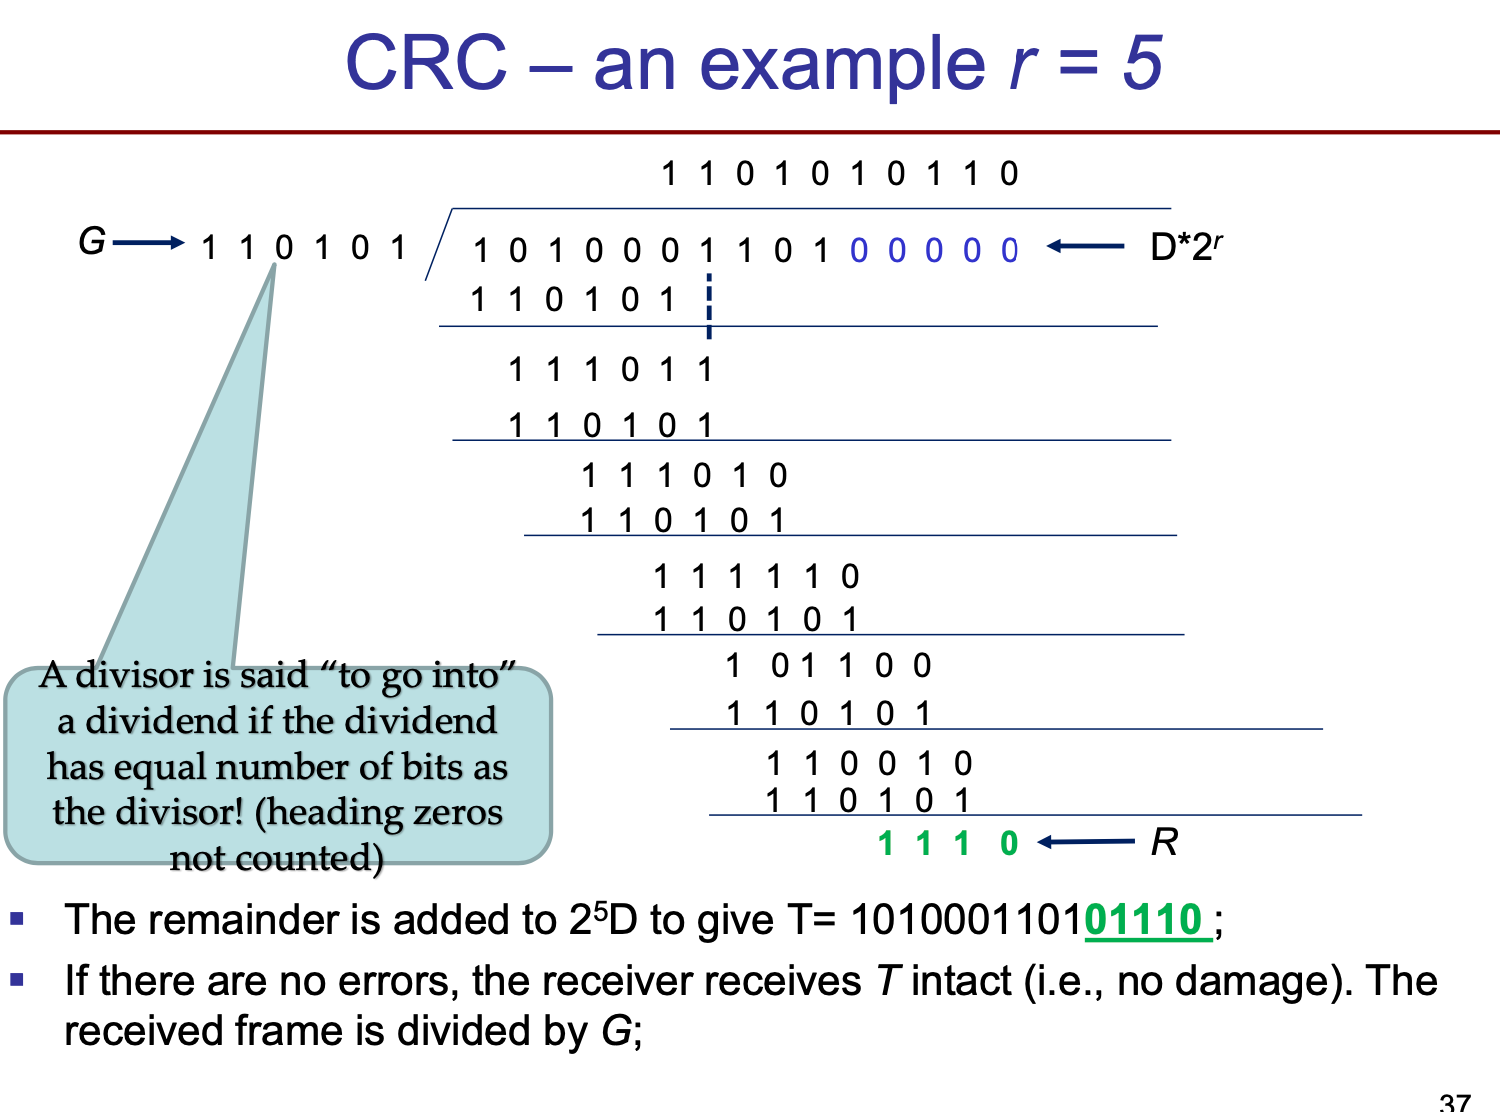 CRC – an example r = 5
1 1 0 1 0 1 0 1 1 0
G 1 1 0 1 0 1 1 0 1 0 0 0 1 1 0 1 0 0 0 0 0 D*2ʳ
1 1 0 1 0 1
1 1 1 0 1 1
1 1 0 1 0 1
1 1 1 0 1 0
1 1 0 1 0 1
1 1 1 1 1 0
1 1 0 1 0 1
1 0 1 1 0 0
1 1 0 1 0 1
1 1 0 0 1 0
1 1 0 1 0 1
1 1 1 0 R
A divisor is said “to go into”
a dividend if the dividend
has equal number of bits as
the divisor! (heading zeros
not counted)
The remainder is added to 2⁵D to give T= 101000110101110 ;
If there are no errors, the receiver receives T intact (i.e., no damage). The
received frame is divided by G;
37